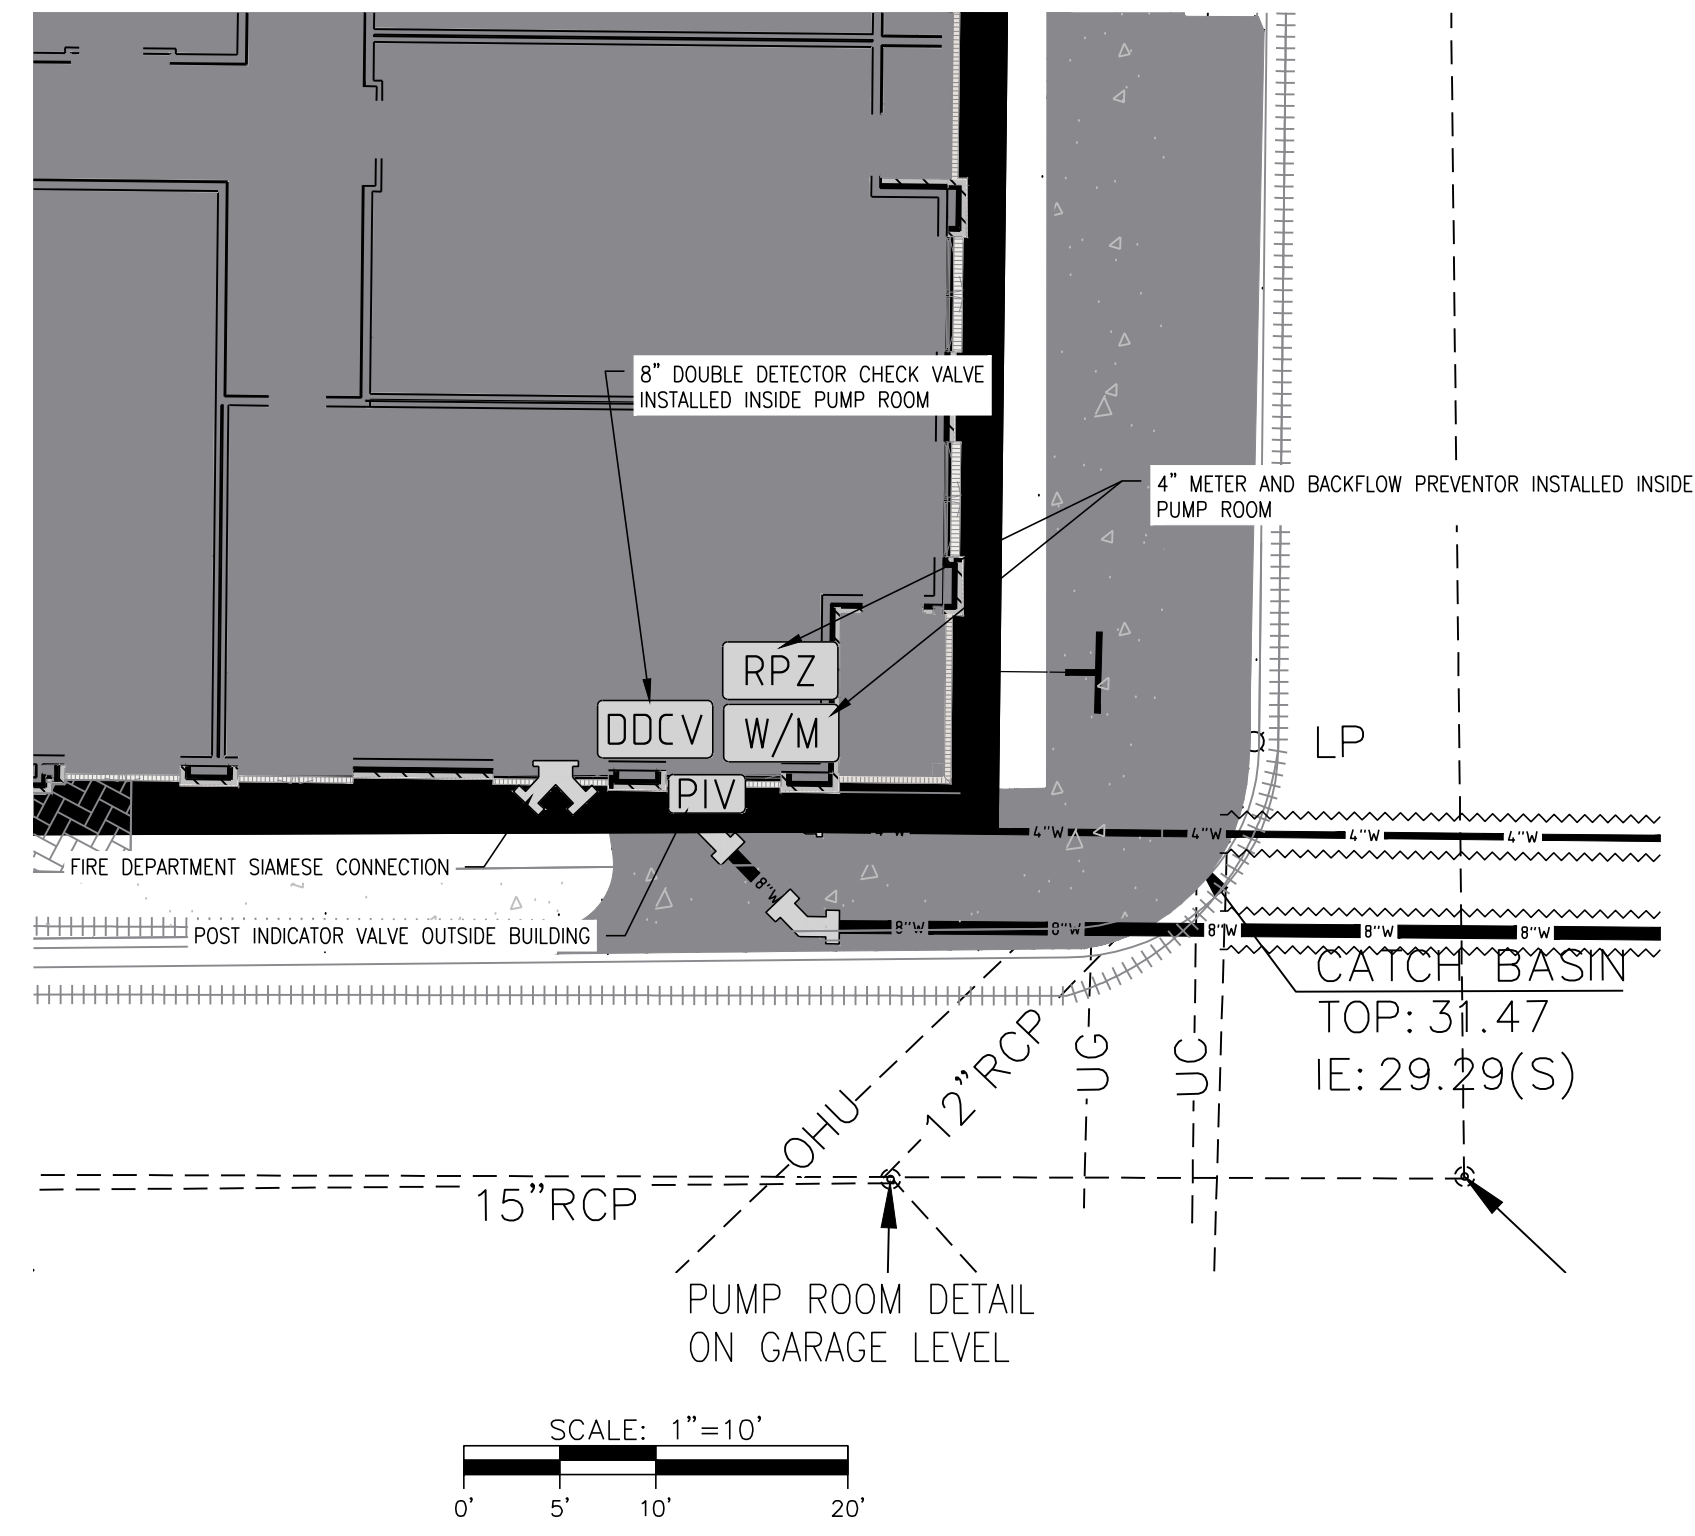 8" DOUBLE DETECTOR CHECK VALVE
INSTALLED INSIDE PUMP ROOM
4" METER AND BACKFLOW PREVENTOR INSTALLED INSIDE
PUMP ROOM
RPZ
DDCV
W/M
PIV
LP
4"W
4"W
4"W
4"W
4"W
FIRE DEPARTMENT SIAMESE CONNECTION
8"W
POST INDICATOR VALVE OUTSIDE BUILDING
8"W
8"W
8"W
8"W
8"W
CATCH BASIN
TOP: 31.47
IE: 29.29(S)
OHU
12"RCP
UG
UC
15"RCP
PUMP ROOM DETAIL
ON GARAGE LEVEL
SCALE: 1"=10'
0' 5' 10' 20'